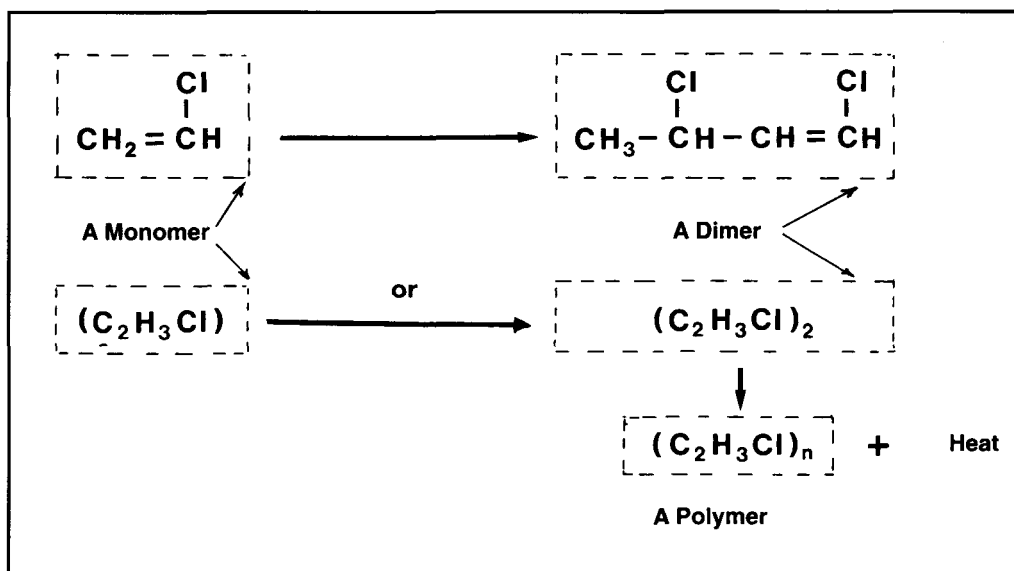 Cl Cl Cl
CH₂=CH CH₃–CH–CH=CH
A Monomer A Dimer
or
(C₂H₃Cl) (C₂H₃Cl)₂
(C₂H₃Cl)ₙ + Heat
A Polymer